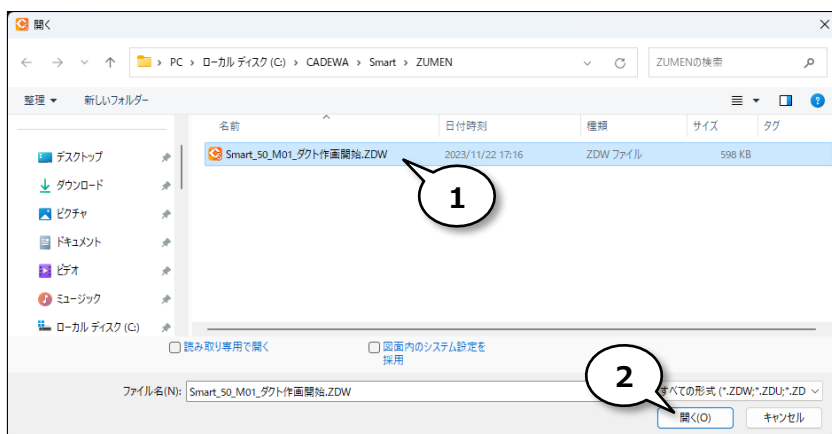 開く
PC › ローカル ディスク (C:) › CADEWA › Smart › ZUMEN
ZUMENの検索
整理
新しいフォルダー
名前
日付時刻
種類
サイズ
タグ
デスクトップ
Smart_50_M01_ダクト作画開始.ZDW
2023/11/22 17:16
ZDW ファイル
598 KB
1
ダウンロード
ピクチャ
ドキュメント
ビデオ
ミュージック
ローカル ディスク (C:)
読み取り専用で開く
図面内のシステム設定を
採用
2
ファイル名(N):
Smart_50_M01_ダクト作画開始.ZDW
すべての形式 (*.ZDW;*.ZDU;*.ZD
開く(O)
キャンセル